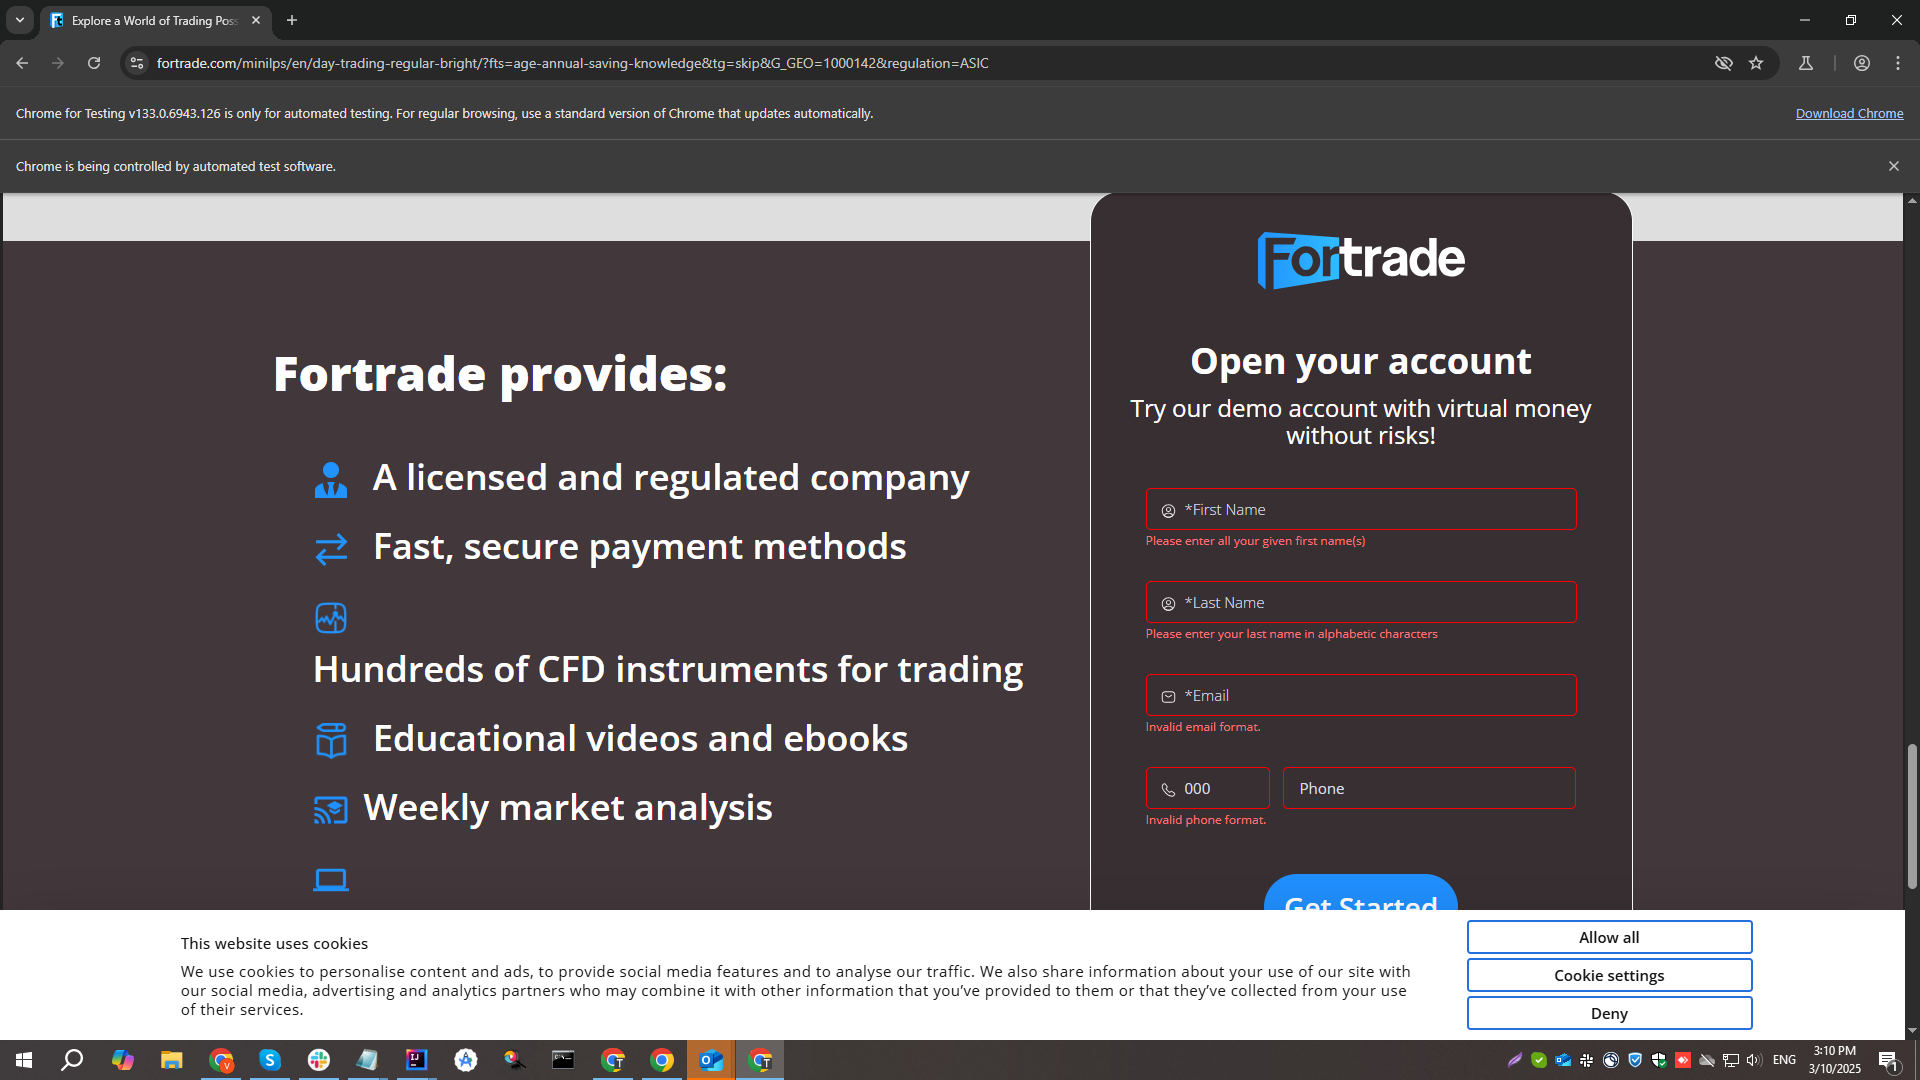 Explore a World of Trading Pos
fortrade.com/minilps/en/day-trading-regular-bright/?fts=age-annual-saving-knowledge&tg=skip&G_GEO=1000142&regulation=ASIC
Chrome for Testing v133.0.6943.126 is only for automated testing. For regular browsing, use a standard version of Chrome that updates automatically.
Download Chrome
Chrome is being controlled by automated test software.
Fortrade
Open your account
Try our demo account with virtual money
without risks!
Fortrade provides:
A licensed and regulated company
Fast, secure payment methods
Hundreds of CFD instruments for trading
Educational videos and ebooks
Weekly market analysis
*First Name
Please enter all your given first name(s)
*Last Name
Please enter your last name in alphabetic characters
*Email
Invalid email format.
000
Phone
Invalid phone format.
Get Started
This website uses cookies
We use cookies to personalise content and ads, to provide social media features and to analyse our traffic. We also share information about your use of our site with
our social media, advertising and analytics partners who may combine it with other information that you've provided to them or that they've collected from your use
of their services.
Allow all
Cookie settings
Deny
ENG
3:10 PM
3/10/2025
1